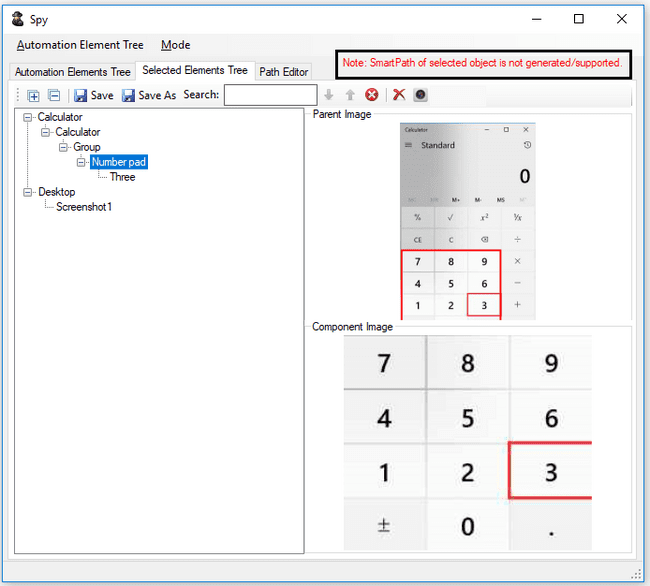 Spy
Automation Element Tree Mode
Note: SmartPath of selected object is not generated/supported.
Automation Elements Tree Selected Elements Tree Path Editor
Save Save As Search:
Calculator
Calculator
Group
Number pad
Three
Desktop
Screenshot1
Parent Image
Calculator
Standard
0
M+ M- MS
% √ x² ¹/x
CE C ÷
7 8 9 ×
4 5 6 −
1 2 3 +
Component Image
7 8 9
4 5 6
1 2 3
± 0 .